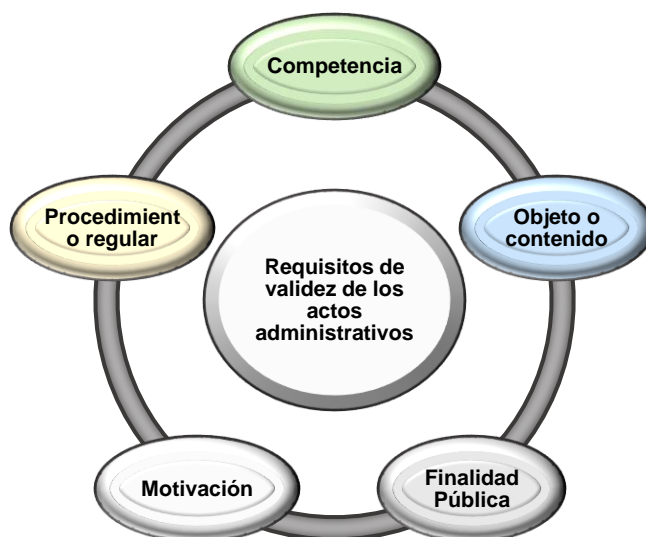 Competencia
Procedimient
o regular
Objeto o
contenido
Requisitos de
validez de los
actos
administrativos
Motivación
Finalidad
Pública